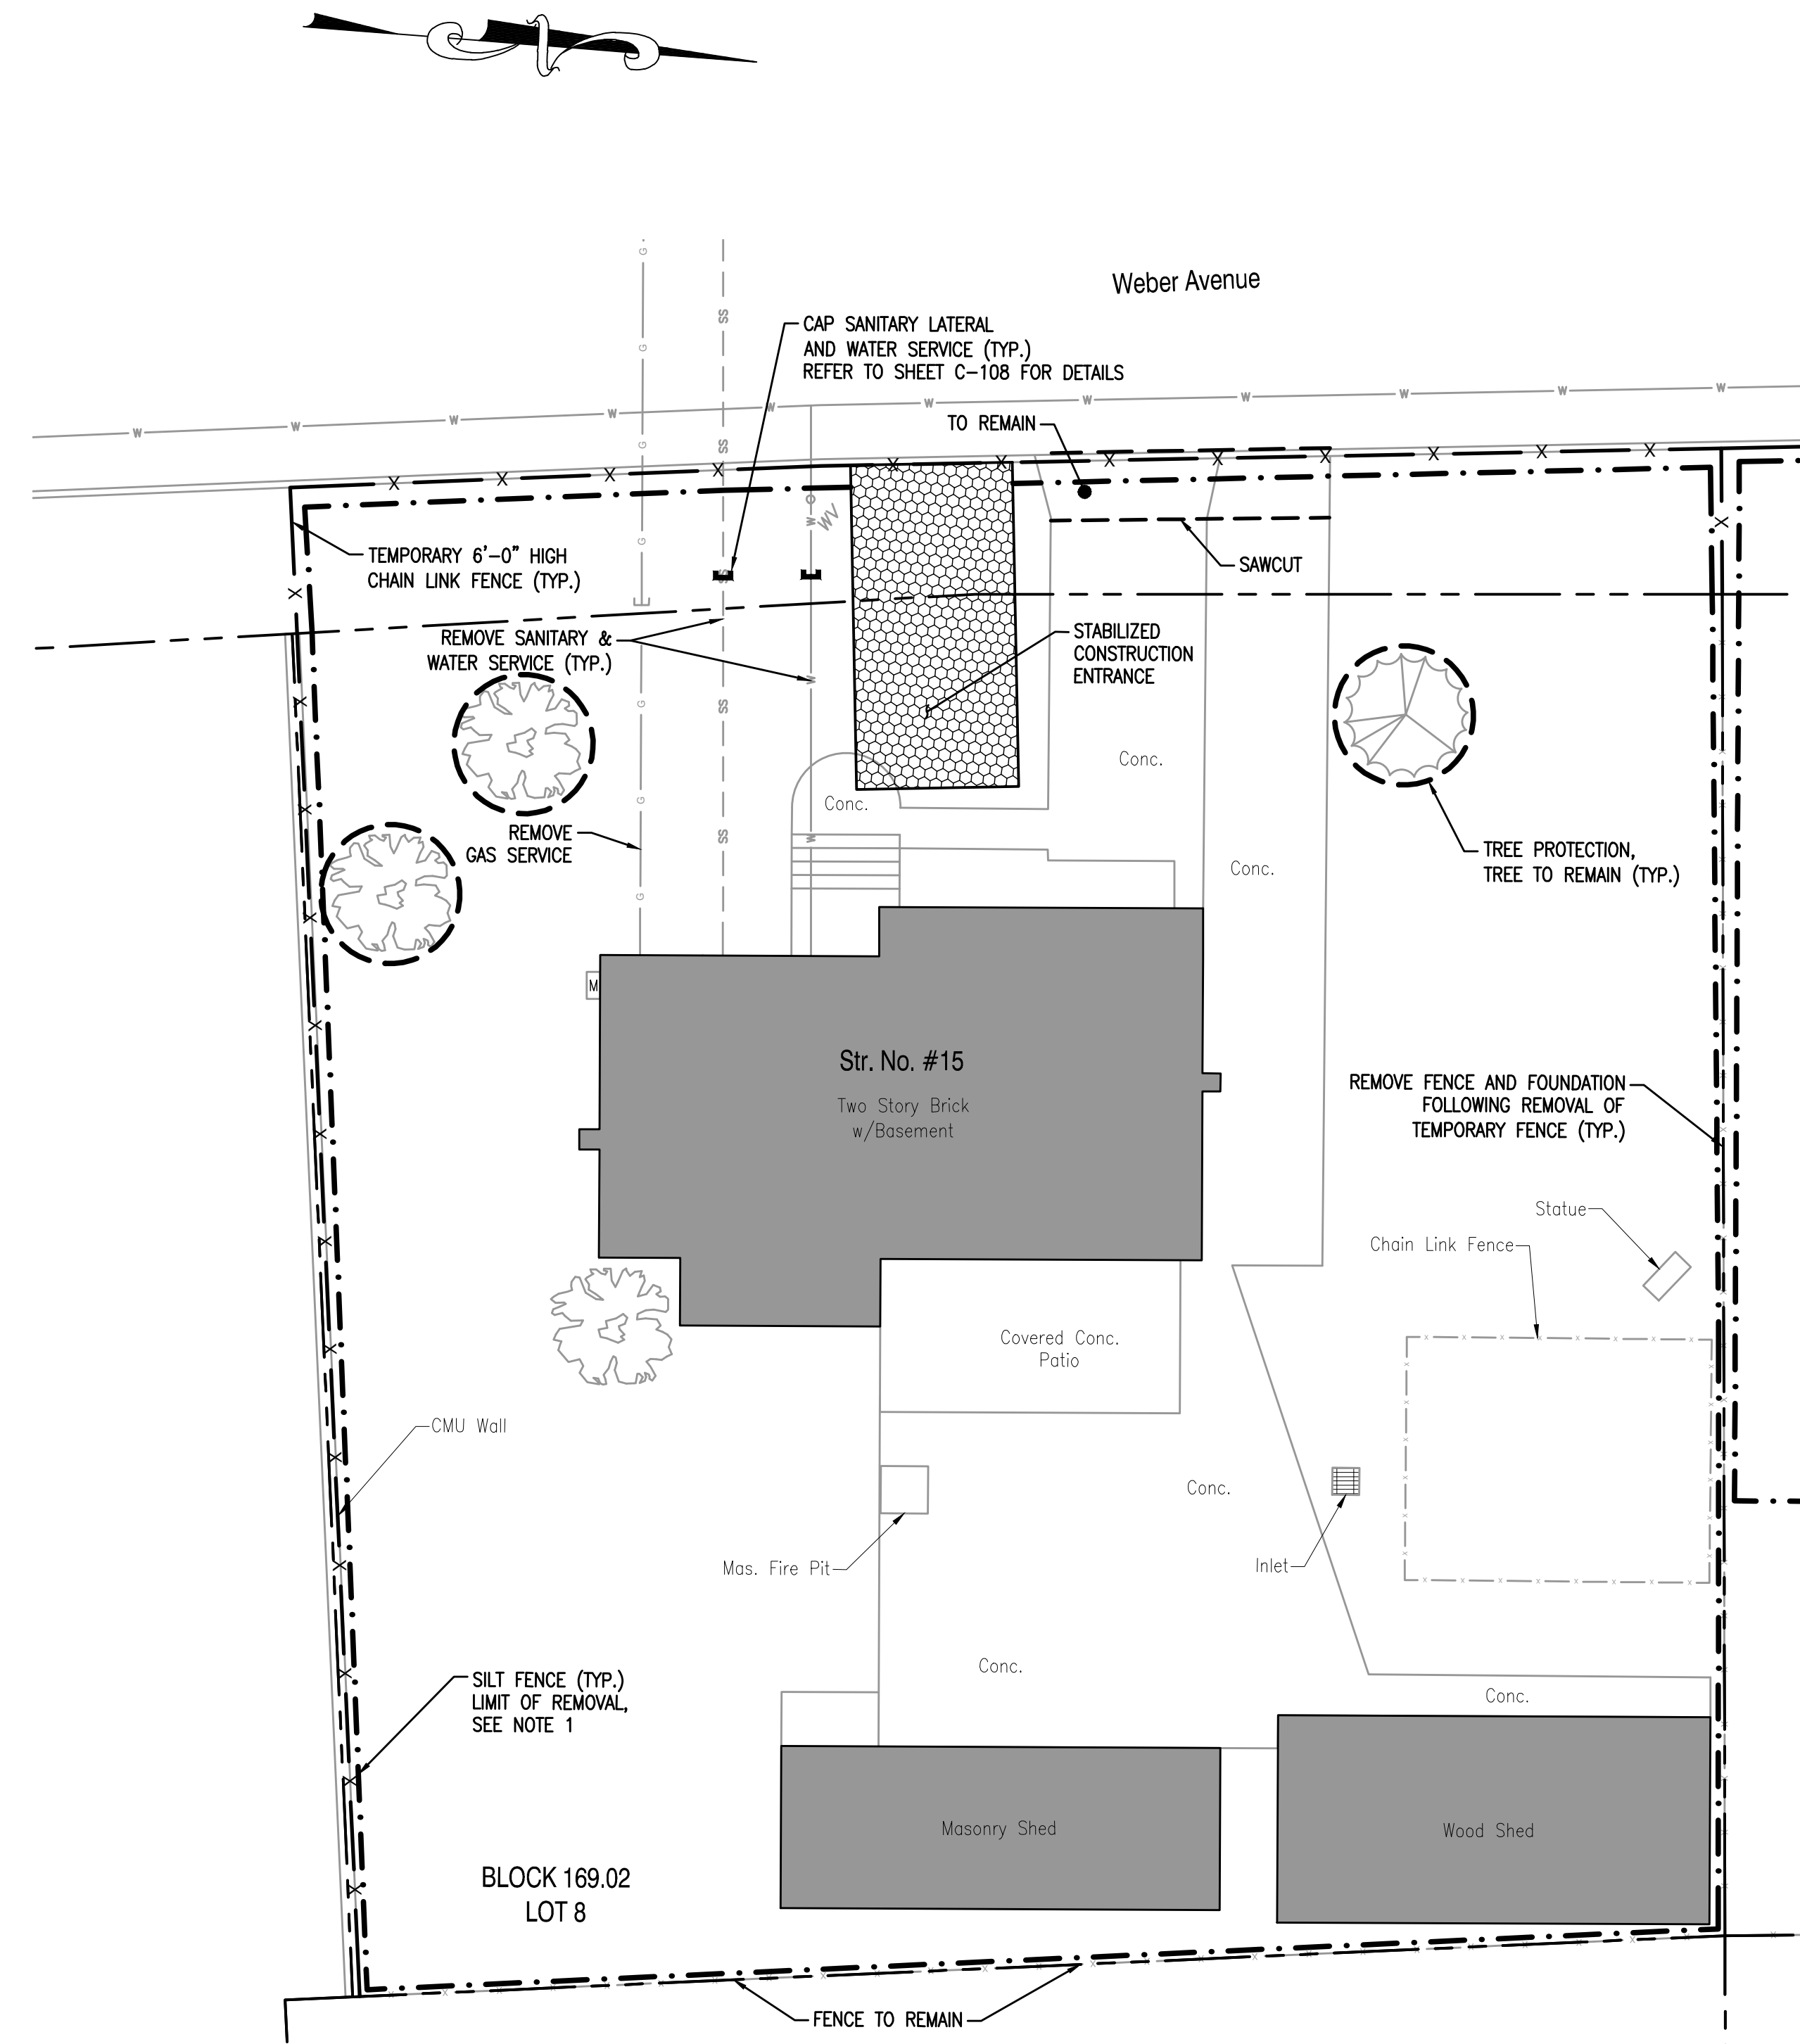 Weber Avenue
CAP SANITARY LATERAL
AND WATER SERVICE (TYP.)
REFER TO SHEET C-108 FOR DETAILS
TO REMAIN
TEMPORARY 6'-0" HIGH
CHAIN LINK FENCE (TYP.)
WV
SAWCUT
REMOVE SANITARY &
WATER SERVICE (TYP.)
STABILIZED
CONSTRUCTION
ENTRANCE
Conc.
Conc.
REMOVE
GAS SERVICE
TREE PROTECTION,
TREE TO REMAIN (TYP.)
Conc.
M
Str. No. #15
Two Story Brick
w/Basement
REMOVE FENCE AND FOUNDATION
FOLLOWING REMOVAL OF
TEMPORARY FENCE (TYP.)
Statue
Chain Link Fence
Covered Conc.
Patio
CMU Wall
Conc.
Mas. Fire Pit
Inlet
Conc.
SILT FENCE (TYP.)
LIMIT OF REMOVAL,
SEE NOTE 1
Conc.
Masonry Shed
Wood Shed
BLOCK 169.02
LOT 8
FENCE TO REMAIN